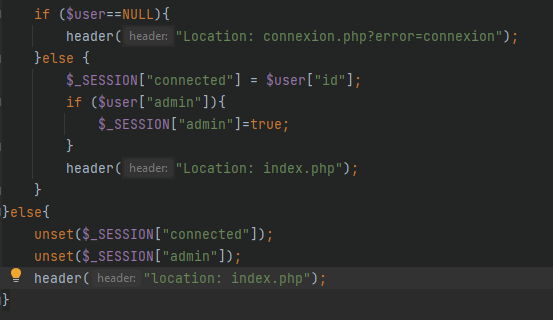 if ($user==NULL){
header( header: "Location: connexion.php?error=connexion");
}else {
$_SESSION["connected"] = $user["id"];
if ($user["admin"]){
$_SESSION["admin"]=true;
}
header( header: "Location: index.php");
}
}else{
unset($_SESSION["connected"]);
unset($_SESSION["admin"]);
header( header: "location: index.php");
}